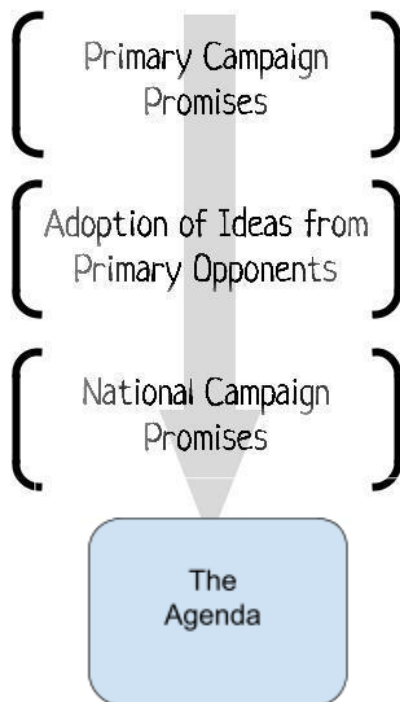 Primary Campaign
Promises
Adoption of Ideas from
Primary Opponents
National Campaign
Promises
The
Agenda